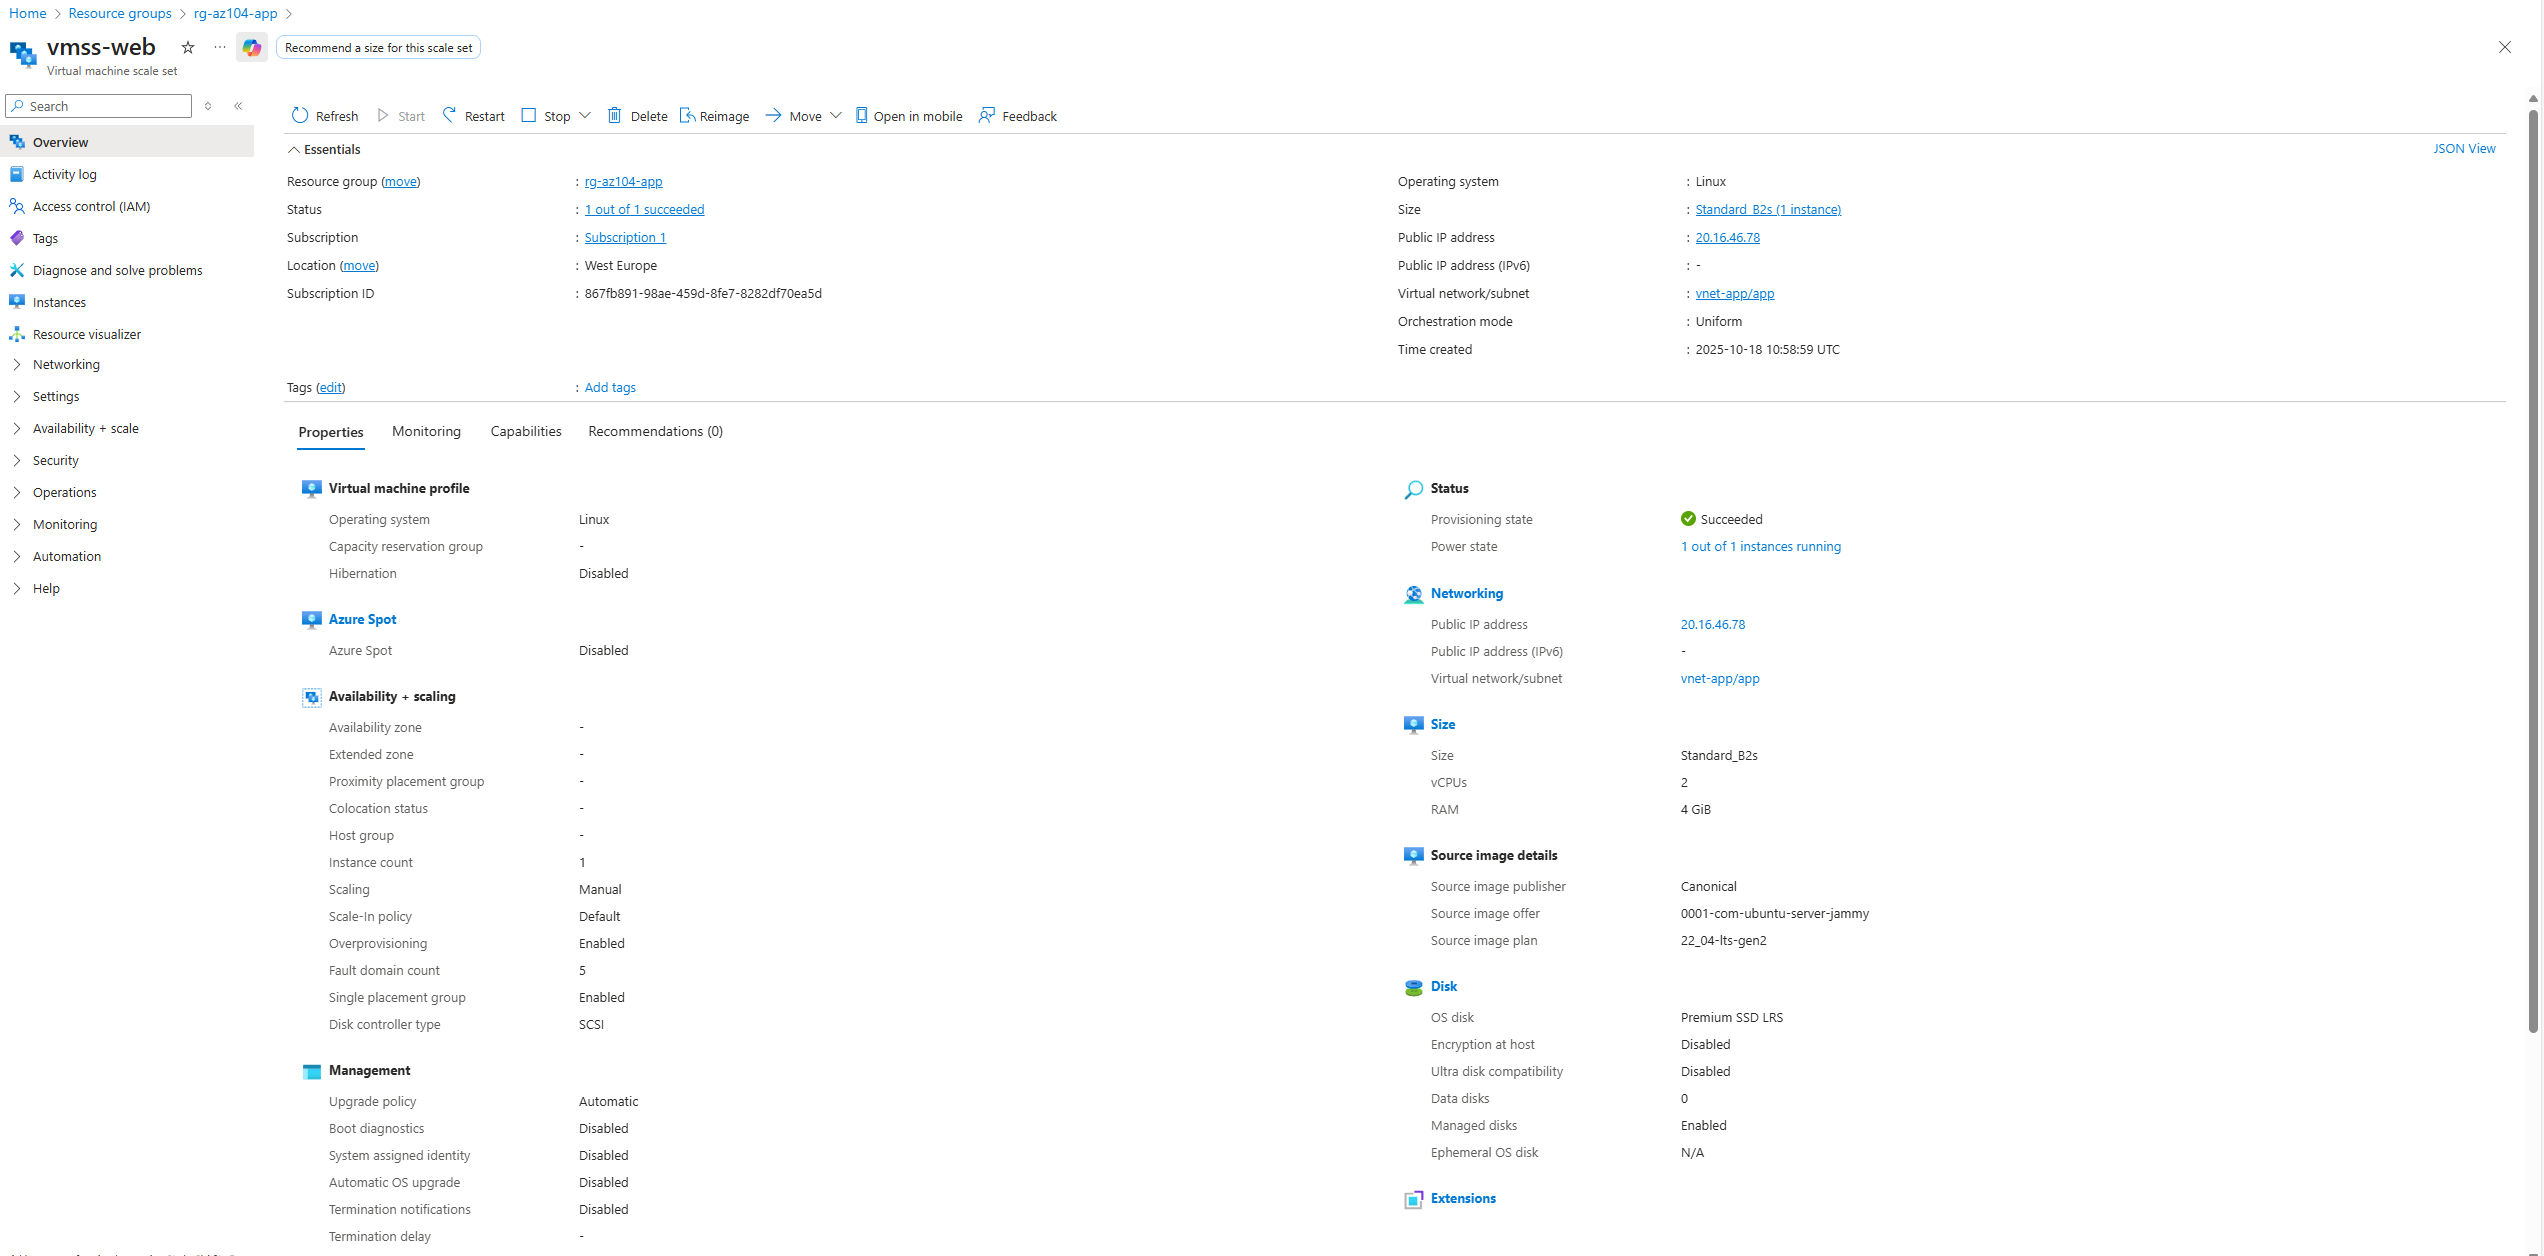 Home > Resource groups > rg-az104-app >
vmss-web
Recommend a size for this scale set
Virtual machine scale set
Search
Overview
Activity log
Access control (IAM)
Tags
Diagnose and solve problems
Instances
Resource visualizer
Networking
Settings
Availability + scale
Security
Operations
Monitoring
Automation
Help
Refresh Start Restart Stop Delete Reimage Move Open in mobile Feedback
Essentials
JSON View
Resource group (move) : rg-az104-app
Status : 1 out of 1 succeeded
Subscription : Subscription 1
Location (move) : West Europe
Subscription ID : 867fb891-98ae-459d-8fe7-8282df70ea5d
Operating system : Linux
Size : Standard_B2s (1 instance)
Public IP address : 20.16.46.78
Public IP address (IPv6) : -
Virtual network/subnet : vnet-app/app
Orchestration mode : Uniform
Time created : 2025-10-18 10:58:59 UTC
Tags (edit) : Add tags
Properties Monitoring Capabilities Recommendations (0)
Virtual machine profile
Operating system Linux
Capacity reservation group -
Hibernation Disabled
Azure Spot
Azure Spot Disabled
Availability + scaling
Availability zone -
Extended zone -
Proximity placement group -
Colocation status -
Host group -
Instance count 1
Scaling Manual
Scale-In policy Default
Overprovisioning Enabled
Fault domain count 5
Single placement group Enabled
Disk controller type SCSI
Management
Upgrade policy Automatic
Boot diagnostics Disabled
System assigned identity Disabled
Automatic OS upgrade Disabled
Termination notifications Disabled
Termination delay -
Status
Provisioning state Succeeded
Power state 1 out of 1 instances running
Networking
Public IP address 20.16.46.78
Public IP address (IPv6) -
Virtual network/subnet vnet-app/app
Size
Size Standard_B2s
vCPUs 2
RAM 4 GiB
Source image details
Source image publisher Canonical
Source image offer 0001-com-ubuntu-server-jammy
Source image plan 22_04-lts-gen2
Disk
OS disk Premium SSD LRS
Encryption at host Disabled
Ultra disk compatibility Disabled
Data disks 0
Managed disks Enabled
Ephemeral OS disk N/A
Extensions